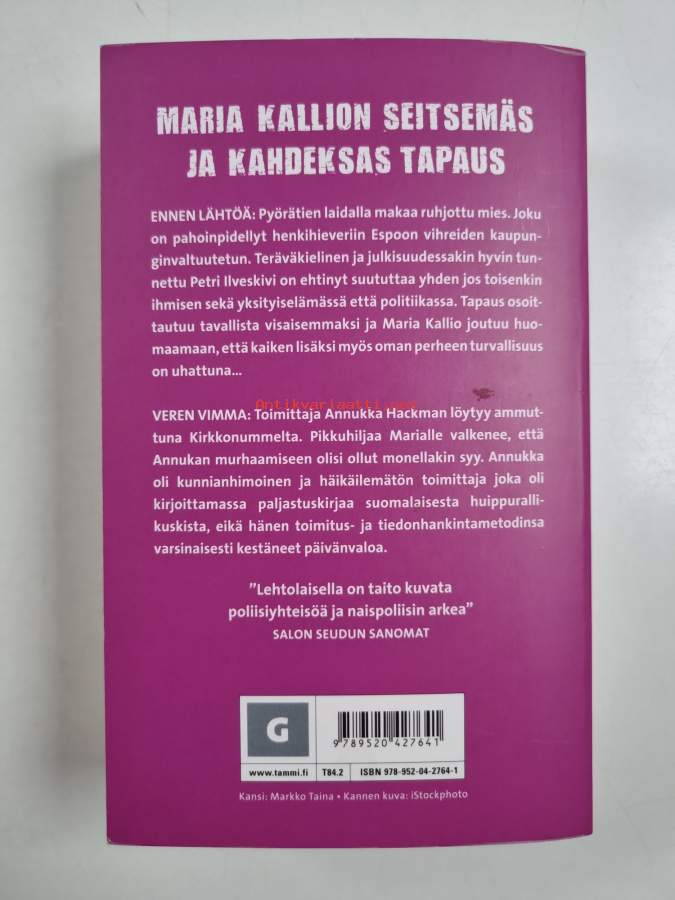 MARIA KALLION SEITSEMÄS
JA KAHDEKSAS TAPAUS
ENNEN LÄHTÖÄ: Pyörätien laidalla makaa ruhjottu mies. Joku
on pahoinpidellyt henkihieveriin Espoon vihreiden kaupun-
ginvaltuutetun. Teräväkielinen ja julkisuudessakin hyvin tun-
nettu Petri Ilveskivi on ehtinyt suututtaa yhden jos toisenkin
ihmisen sekä yksityiselämässä että politiikassa. Tapaus osoit-
tautuu tavallista visaisemmaksi ja Maria Kallio joutuu huo-
maamaan, että kaiken lisäksi myös oman perheen turvallisuus
on uhattuna...
Antikvariaatti.net
VEREN VIMMA: Toimittaja Annukka Hackman löytyy ammut-
tuna Kirkkonummelta. Pikkuhiljaa Marialle valkenee, että
Annukan murhaamiseen olisi ollut monellakin syy. Annukka
oli kunnianhimoinen ja häikäilemätön toimittaja joka oli
kirjoittamassa paljastuskirjaa suomalaisesta huippuralli-
kuskista, eikä hänen toimitus- ja tiedonhankintametodinsa
varsinaisesti kestäneet päivänvaloa.
”Lehtolaisella on taito kuvata
poliisiyhteisöä ja naispoliisin arkea”
SALON SEUDUN SANOMAT
G
9789520427641
www.tammi.fi T84.2 ISBN 978-952-04-2764-1
Kansi: Markko Taina • Kannen kuva: iStockphoto